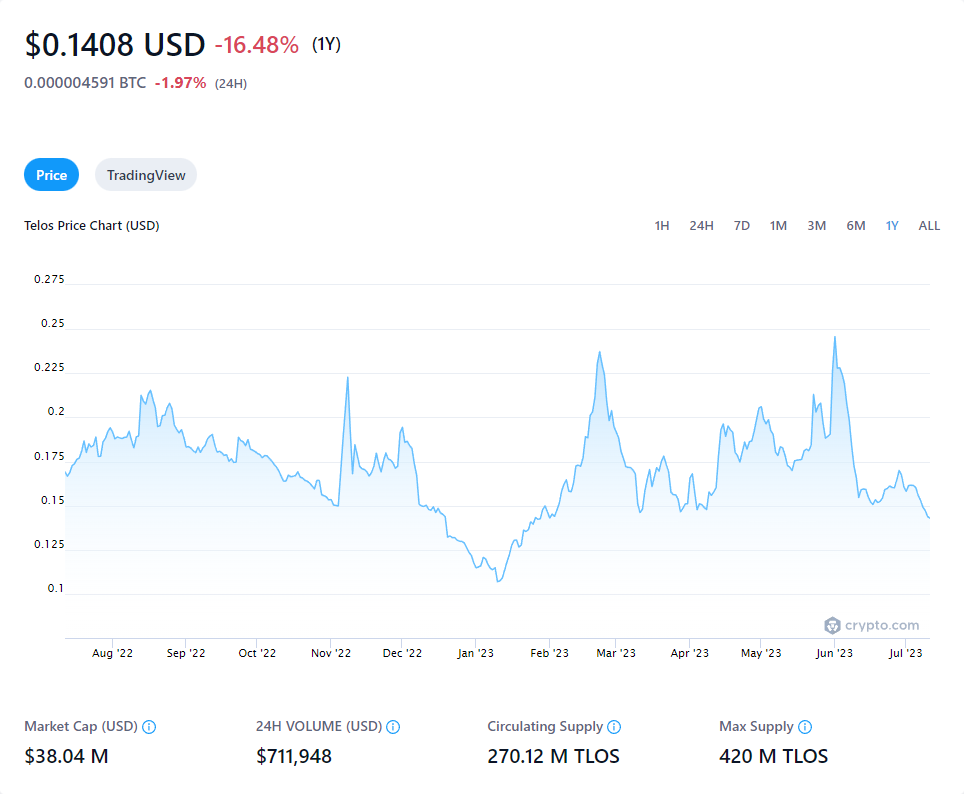 $0.1408 USD -16.48% (1Y)
0.000004591 BTC -1.97% (24H)
Price TradingView
Telos Price Chart (USD) 1H 24H 7D 1M 3M 6M 1Y ALL
0.275
0.25
0.225
0.2
0.175
0.15
0.125
0.1
crypto.com
Aug '22 Sep '22 Oct '22 Nov '22 Dec '22 Jan '23 Feb '23 Mar '23 Apr '23 May '23 Jun '23 Jul '23
Market Cap (USD) 24H VOLUME (USD) Circulating Supply Max Supply
$38.04 M $711,948 270.12 M TLOS 420 M TLOS